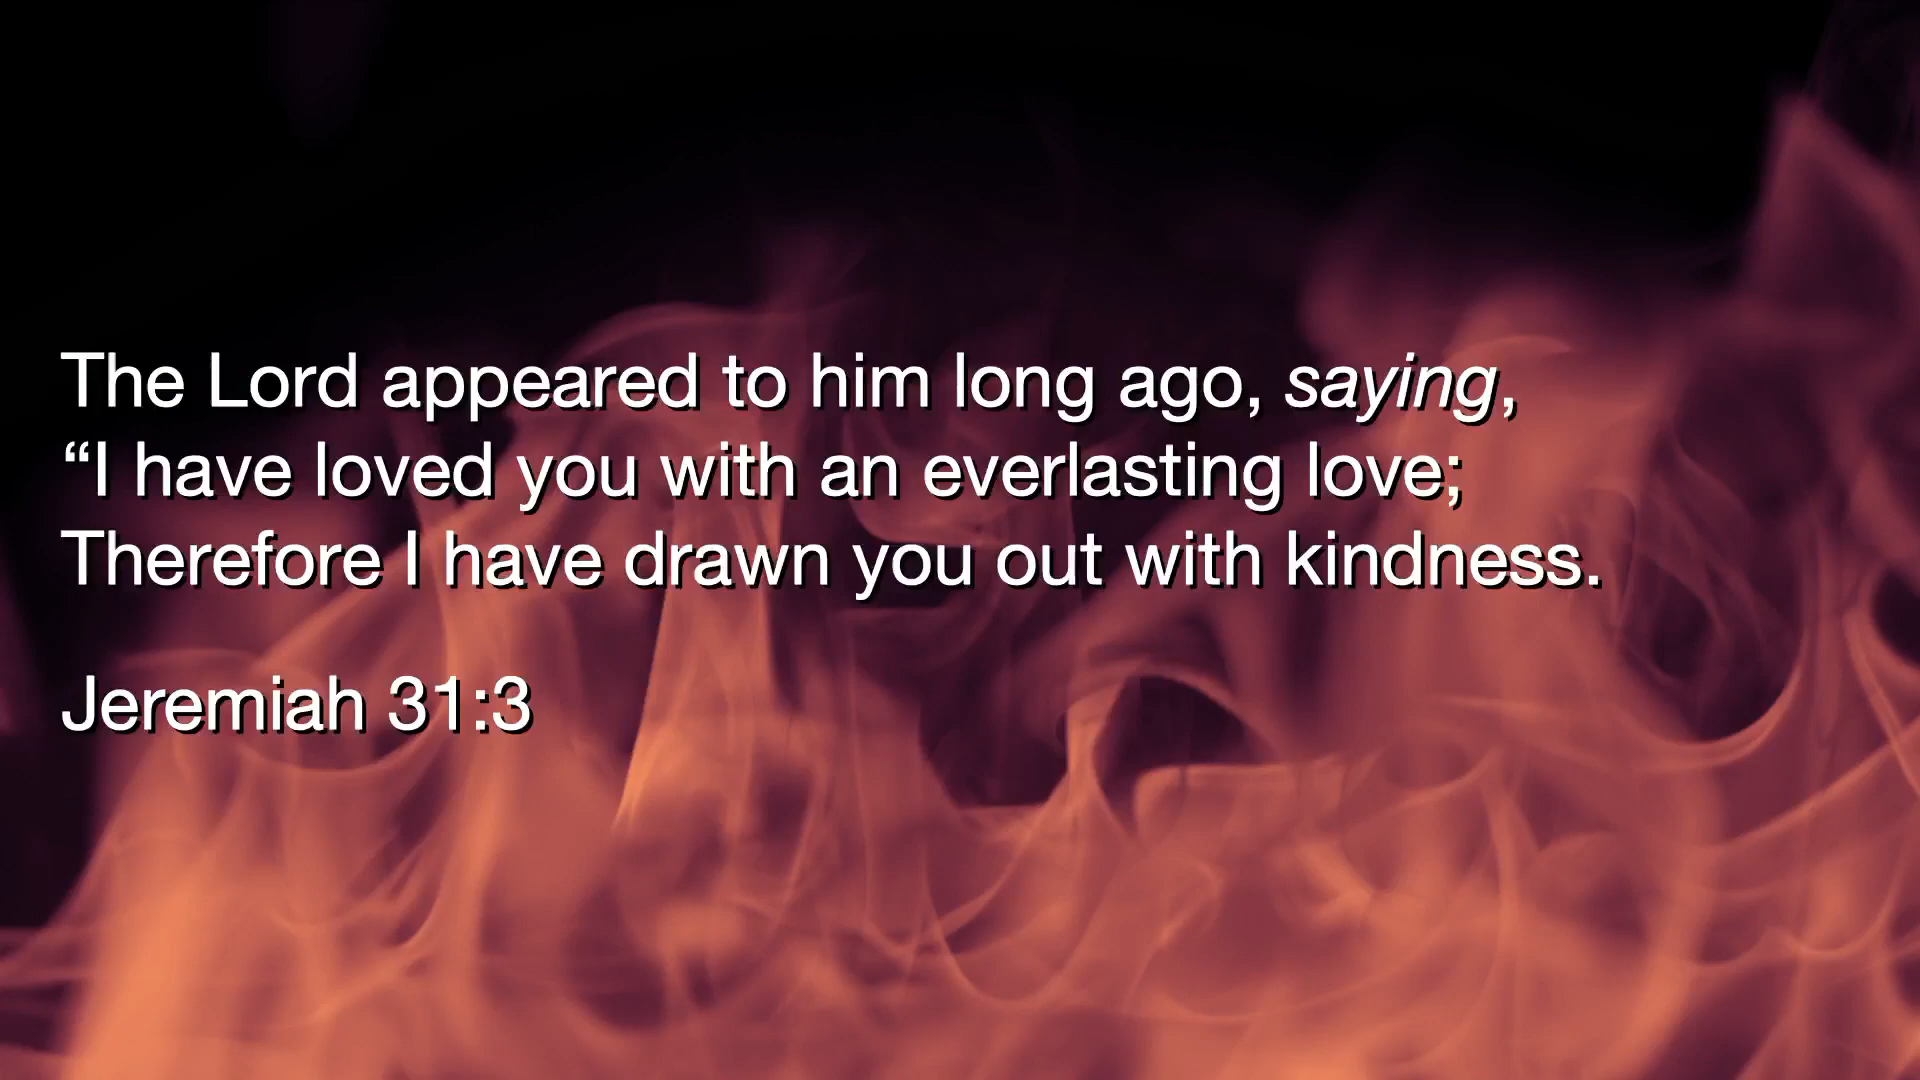 The Lord appeared to him long ago, saying,
“I have loved you with an everlasting love;
Therefore I have drawn you out with kindness.
Jeremiah 31:3